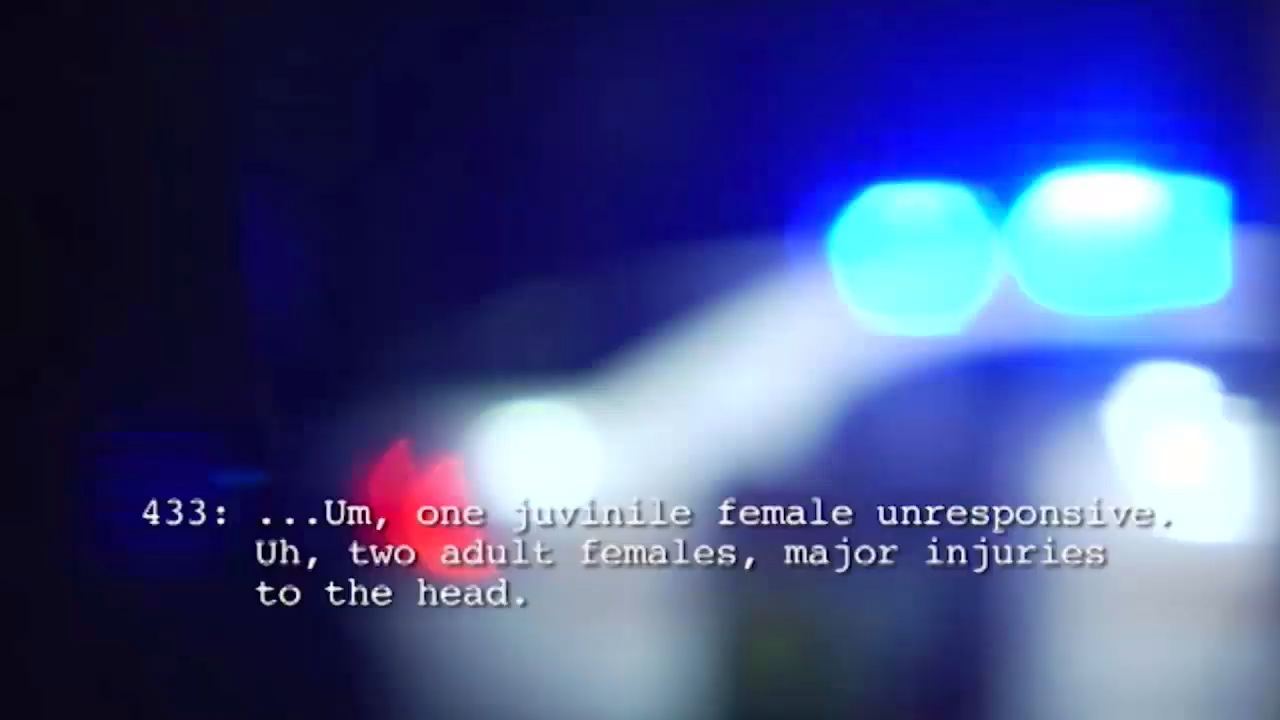 433: ...Um, one juvinile female unresponsive.
Uh, two adult females, major injuries
to the head.